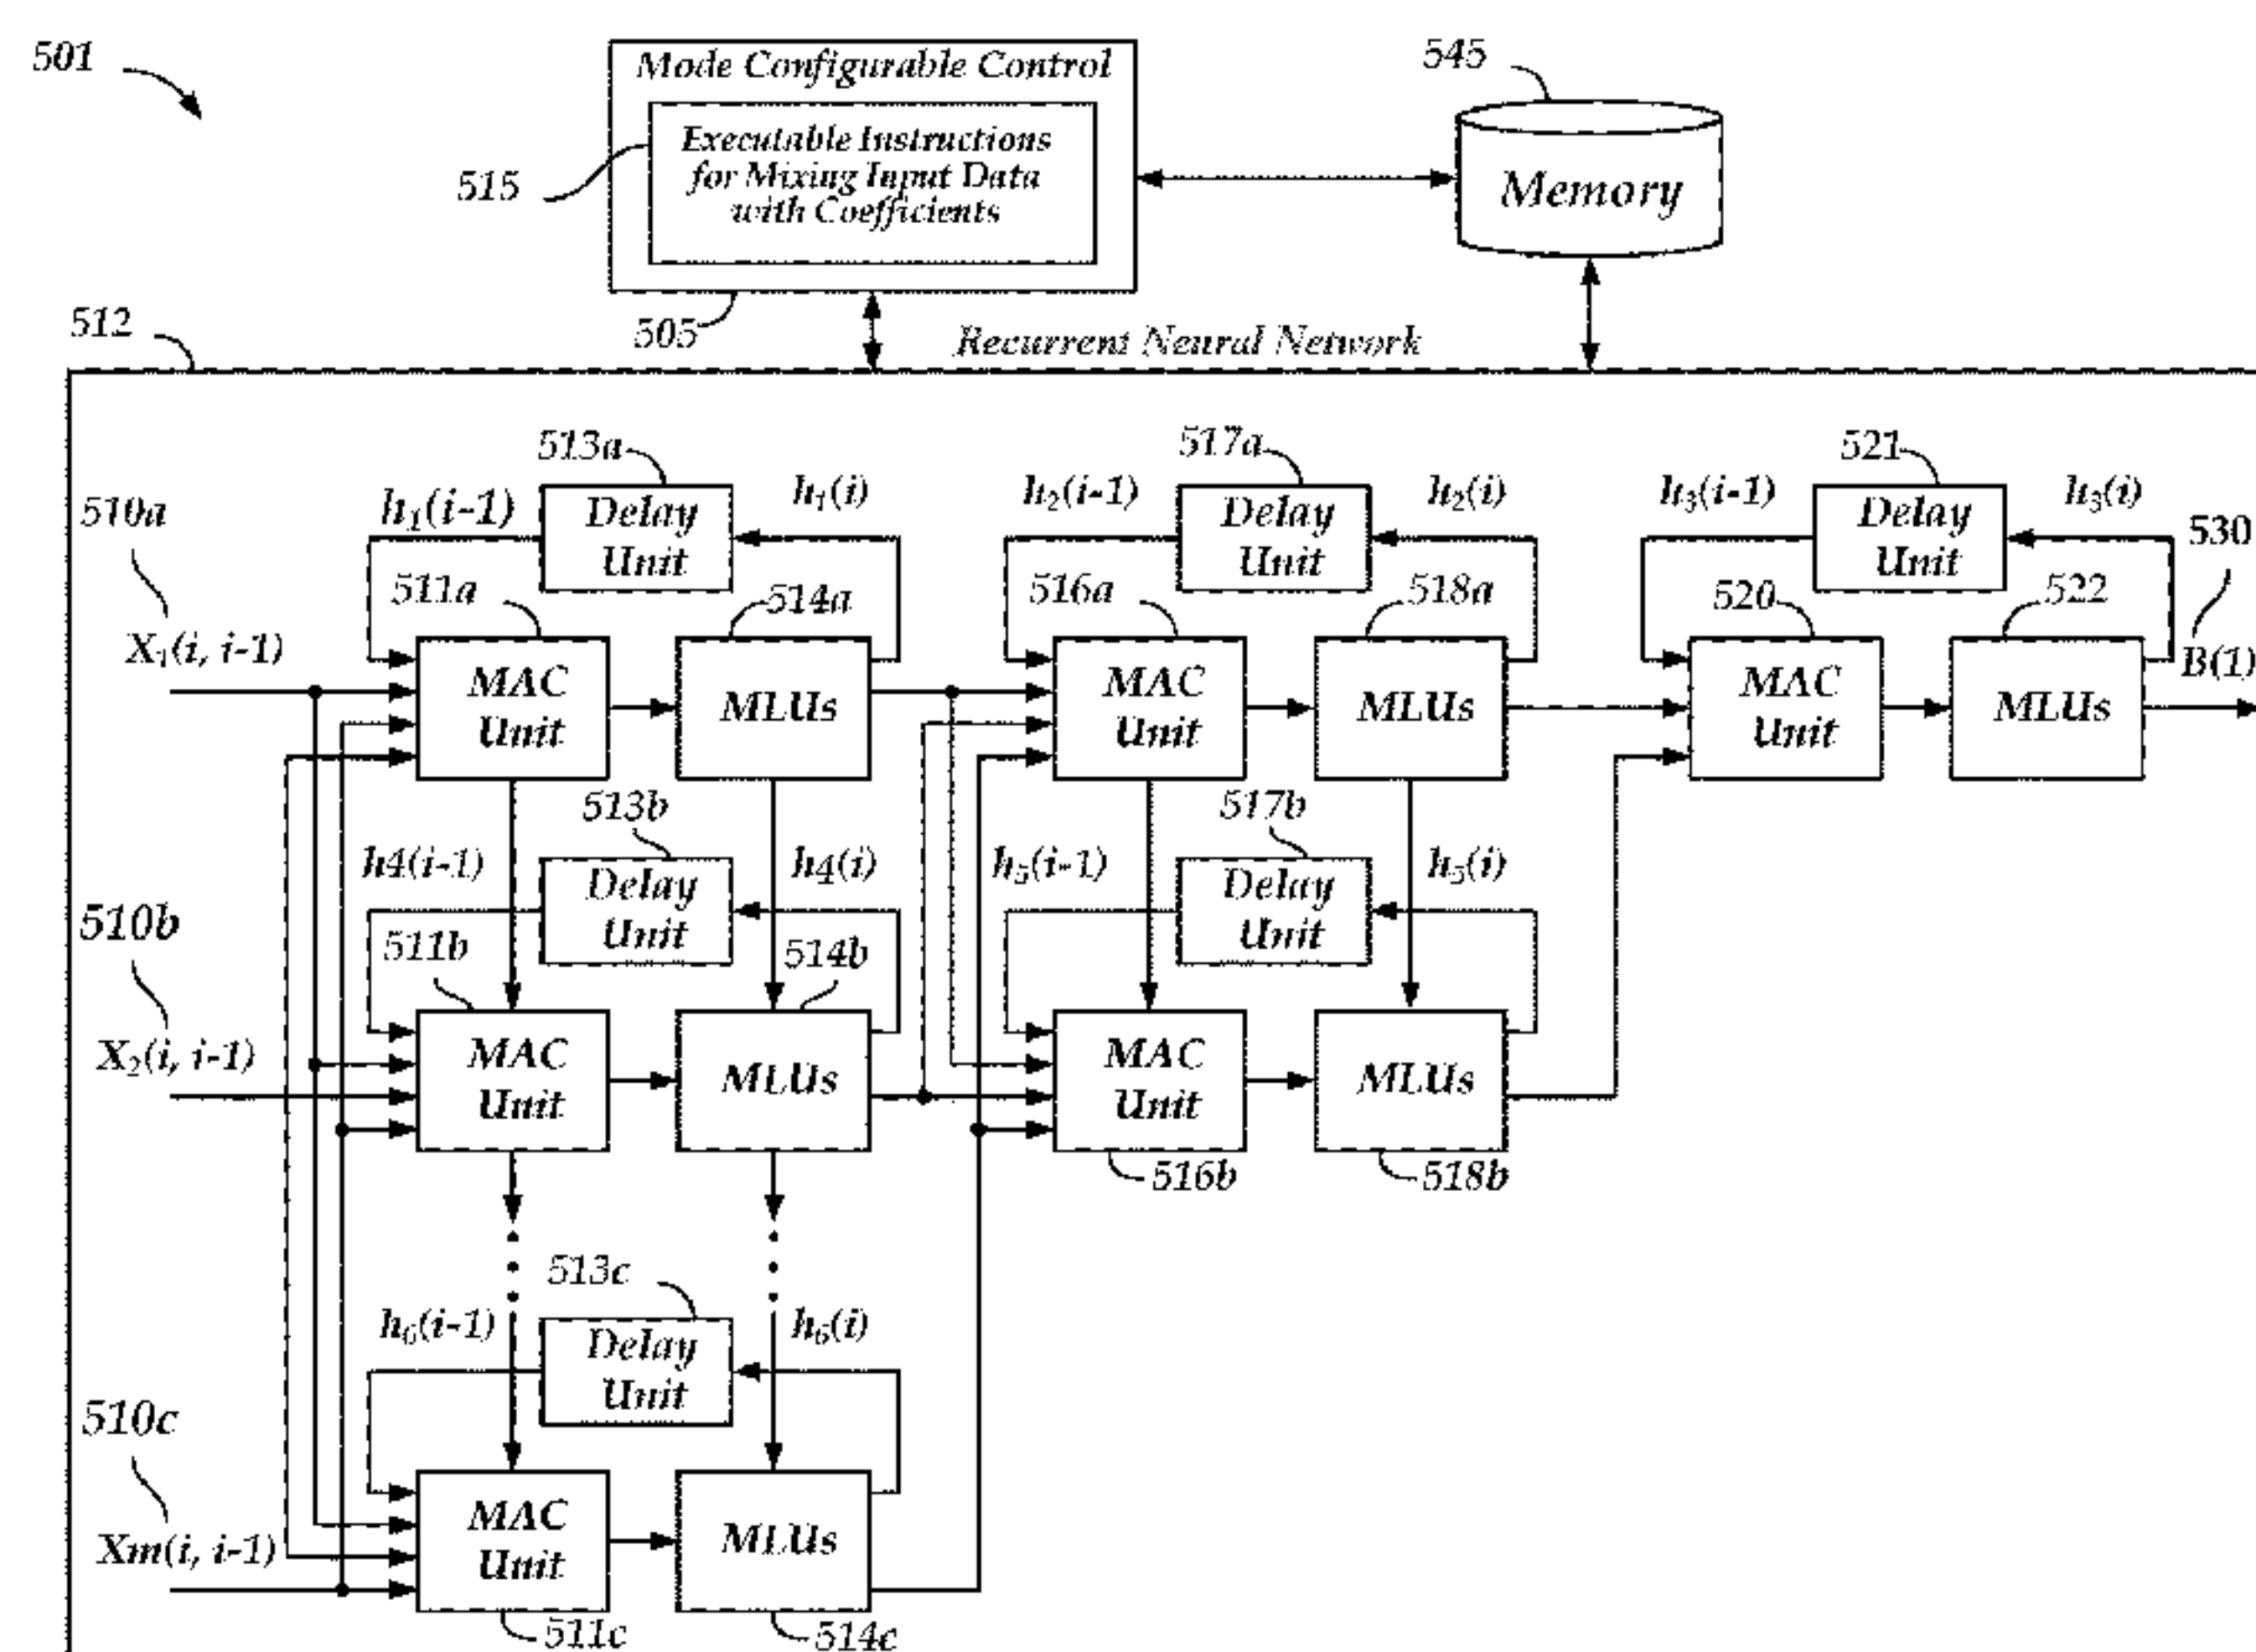 501
Mode Configurable Control
545
515
Executable Instructions
for Mixing Input Data
with Coefficients
Memory
512
505
Recurrent Neural Network
513a
517a
521
510a
h₁(i-1)
Delay
Unit
h₁(i)
h₂(i-1)
Delay
Unit
h₂(i)
h₃(i-1)
Delay
Unit
h₃(i)
530
511a
514a
516a
518a
520
522
X₁(i, i-1)
MAC
Unit
MLUs
MAC
Unit
MLUs
MAC
Unit
MLUs
B(1)
513b
517b
h4(i-1)
Delay
Unit
h4(i)
h₅(i-1)
Delay
Unit
h₅(i)
510b
511b
514b
X₂(i, i-1)
MAC
Unit
MLUs
MAC
Unit
MLUs
516b
518b
513c
h₆(i-1)
Delay
Unit
h₆(i)
510c
Xm(i, i-1)
MAC
Unit
MLUs
511c
514c